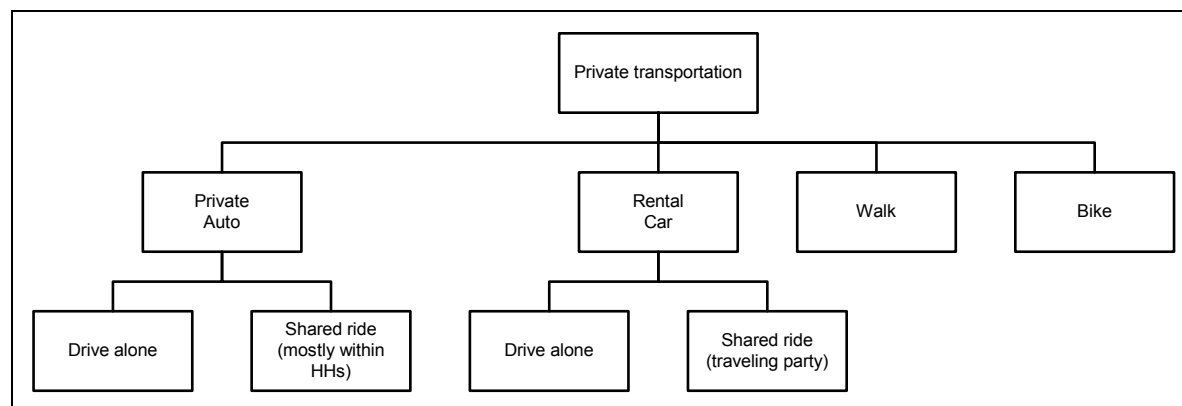 Private transportation
Private
Auto
Rental
Car
Walk
Bike
Drive alone
Shared ride
(mostly within
HHs)
Drive alone
Shared ride
(traveling party)